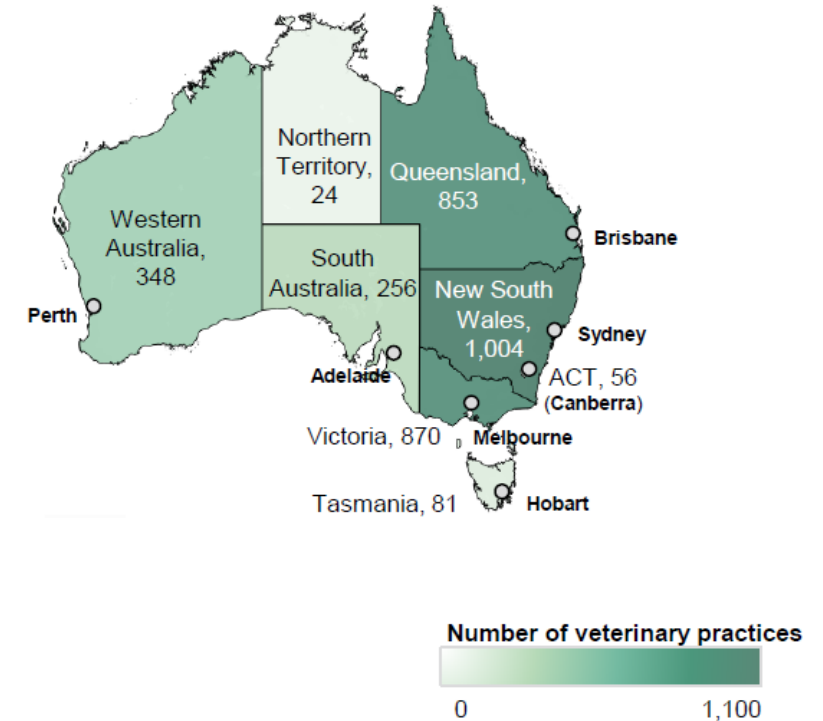 Northern
Territory,
24
Queensland,
853
Western
Australia,
348
Brisbane
South
Australia, 256
New South
Wales,
1,004
Perth
Sydney
Adelaide
ACT, 56
(Canberra)
Victoria, 870
Melbourne
Tasmania, 81
Hobart
Number of veterinary practices
0
1,100